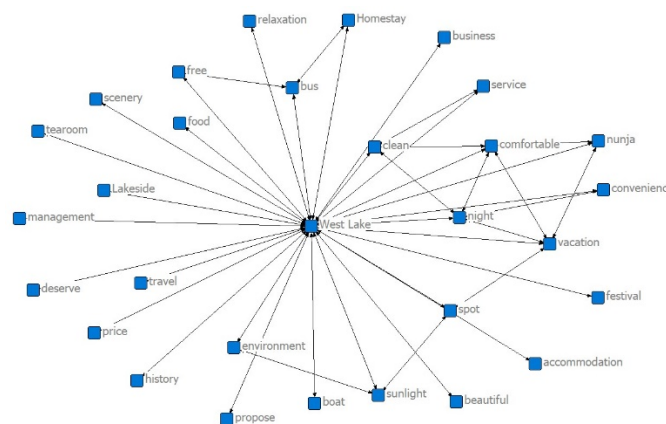 relaxation
Homestay
business
free
bus
service
scenery
food
tearoom
clean
comfortable
nunja
Lakeside
convenienc
management
West Lake
night
vacation
deserve
travel
festival
spot
price
environment
accommodation
history
boat
sunlight
beautiful
propose